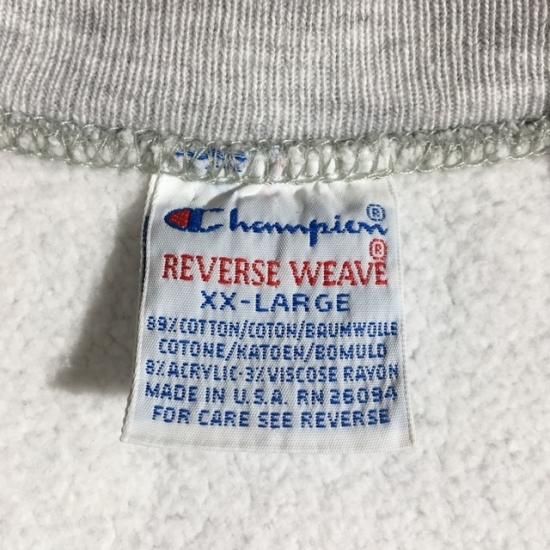 Champion®
REVERSE WEAVE®
XX-LARGE
89% COTTON/COTON/BAUMWOLLE
COTONE/KATOEN/BOMULD
8% ACRYLIC-3% VISCOSE RAYON
MADE IN U.S.A. RN 36094
FOR CARE SEE REVERSE